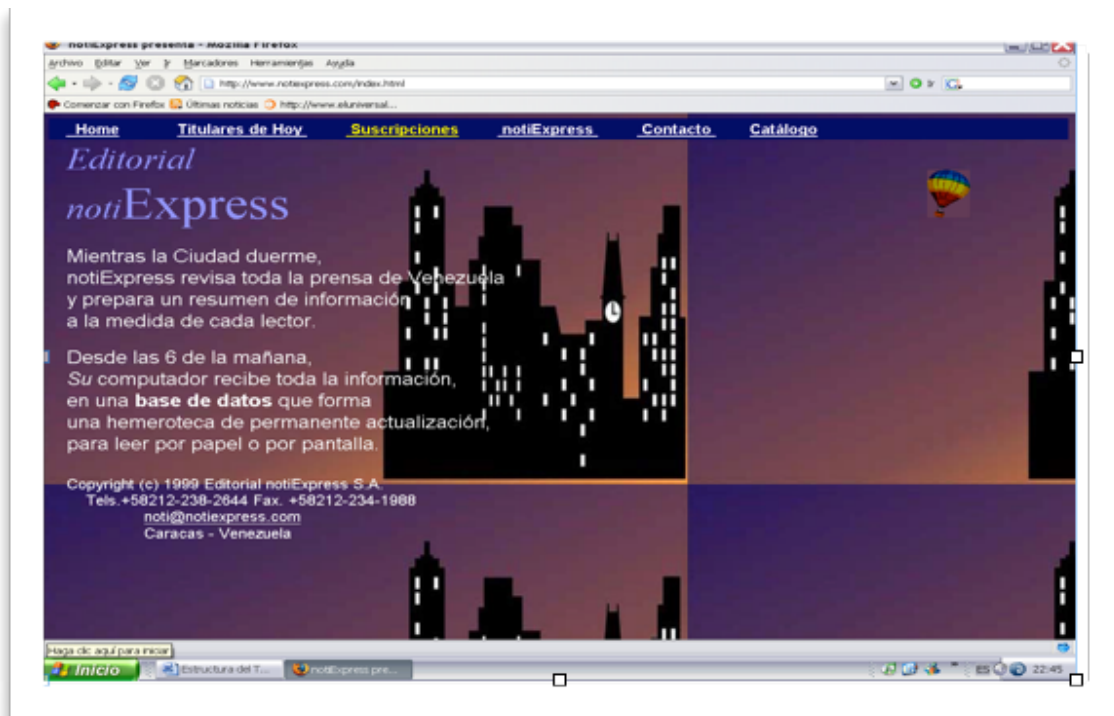 notiExpress presenta - Mozilla Firefox
Archivo Editar Ver Ir Marcadores Herramientas Ayuda
http://www.notiexpress.com/index.html Ir
Comenzar con Firefox Últimas noticias http://www.eluniversal...
Home Titulares de Hoy Suscripciones notiExpress Contacto Catálogo
Editorial
notiExpress
Mientras la Ciudad duerme,
notiExpress revisa toda la prensa de Venezuela
y prepara un resumen de información
a la medida de cada lector.
Desde las 6 de la mañana,
Su computador recibe toda la información,
en una base de datos que forma
una hemeroteca de permanente actualización,
para leer por papel o por pantalla.
Copyright (c) 1999 Editorial notiExpress S.A.
Tels.+58212-238-2644 Fax. +58212-234-1988
noti@notiexpress.com
Caracas - Venezuela
Haga clic aquí para iniciar
Inicio Estructura del T... notiExpress pre... ES 22:45